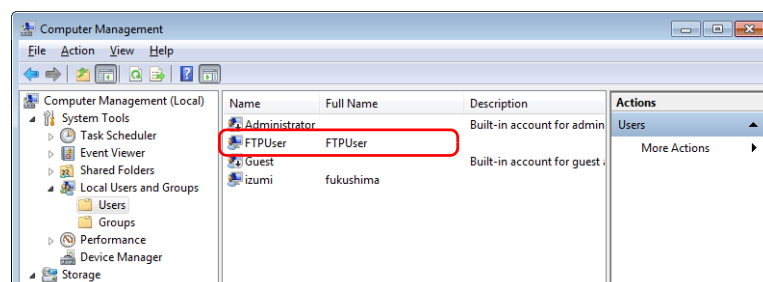 Computer Management
File Action View Help
Computer Management (Local)
System Tools
Task Scheduler
Event Viewer
Shared Folders
Local Users and Groups
Users
Groups
Performance
Device Manager
Storage
Name Full Name Description
Administrator Built-in account for admin
FTPUser FTPUser
Guest Built-in account for guest a
izumi fukushima
Actions
Users
More Actions